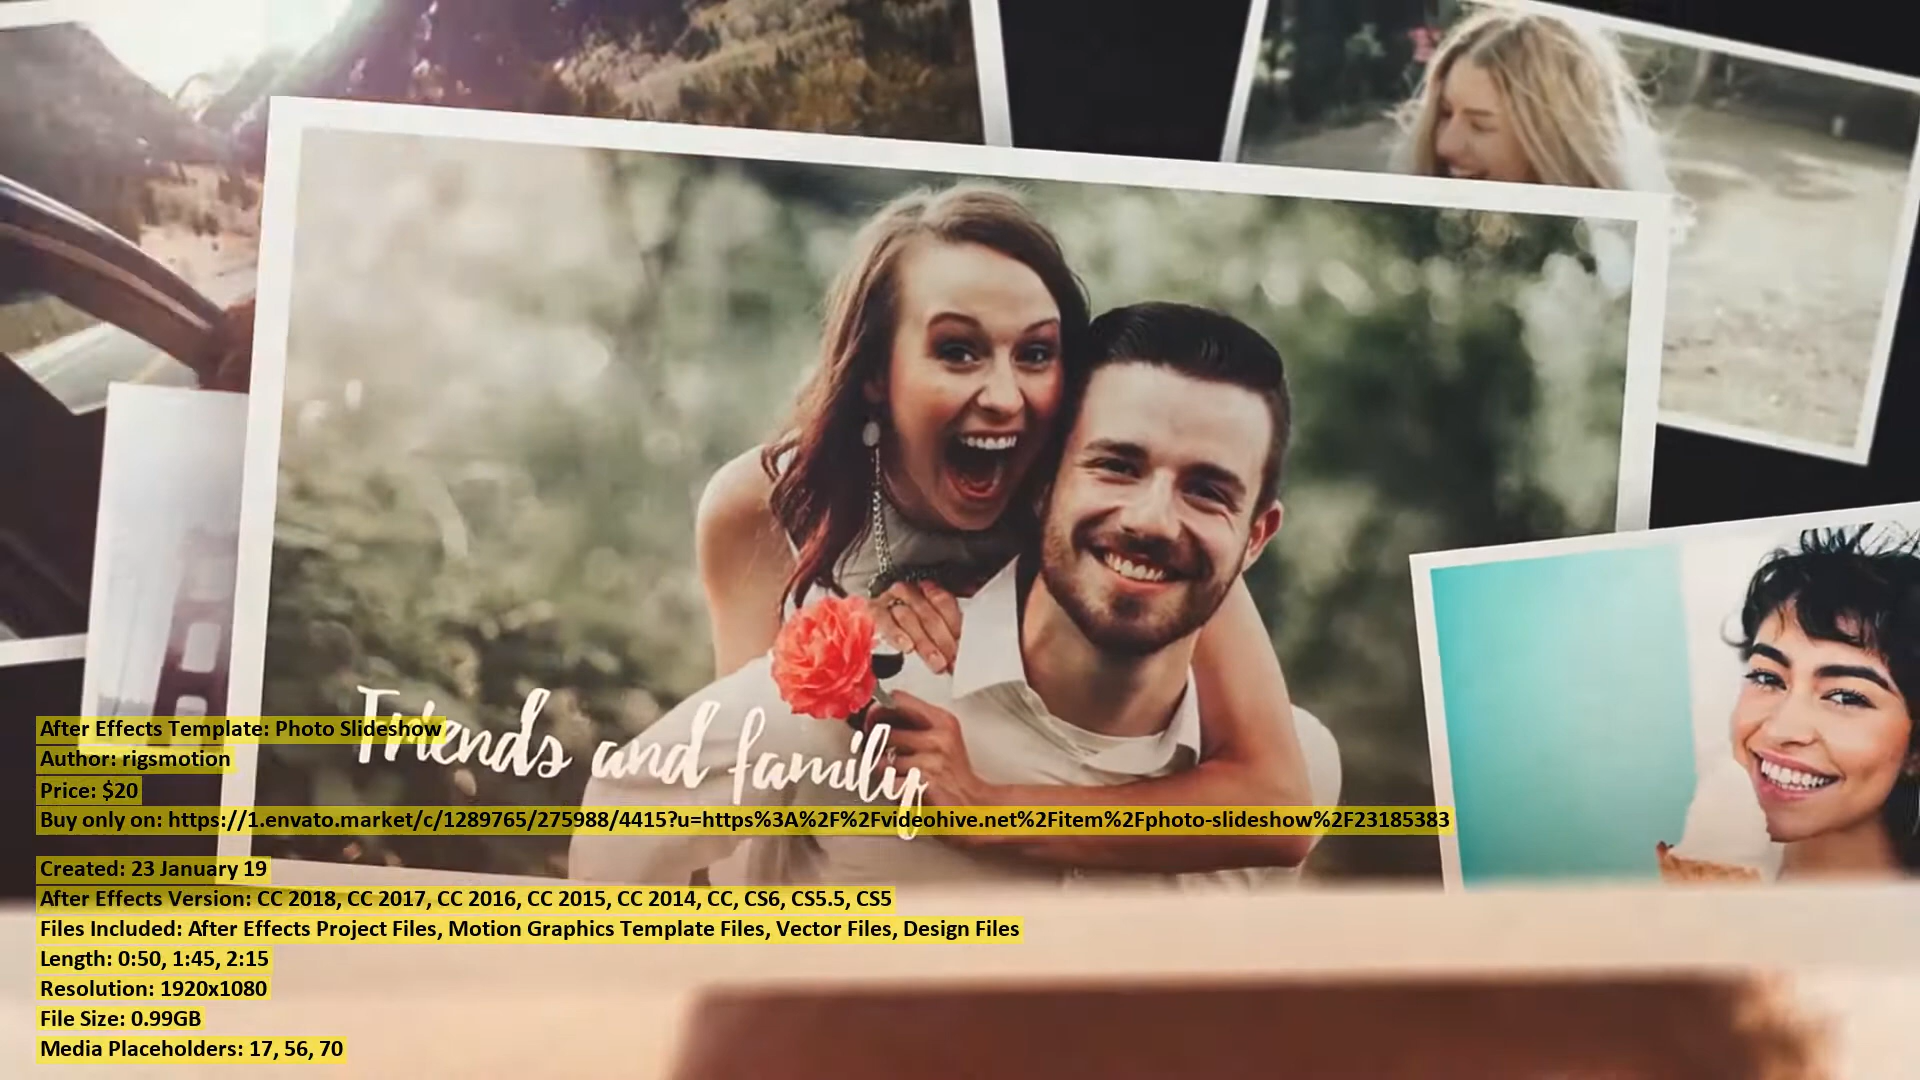 Friends and family
After Effects Template: Photo Slideshow
Author: rigsmotion
Price: $20
Buy only on: https://1.envato.market/c/1289765/275988/4415?u=https%3A%2F%2Fvideohive.net%2Fitem%2Fphoto-slideshow%2F23185383
Created: 23 January 19
After Effects Version: CC 2018, CC 2017, CC 2016, CC 2015, CC 2014, CC, CS6, CS5.5, CS5
Files Included: After Effects Project Files, Motion Graphics Template Files, Vector Files, Design Files
Length: 0:50, 1:45, 2:15
Resolution: 1920x1080
File Size: 0.99GB
Media Placeholders: 17, 56, 70